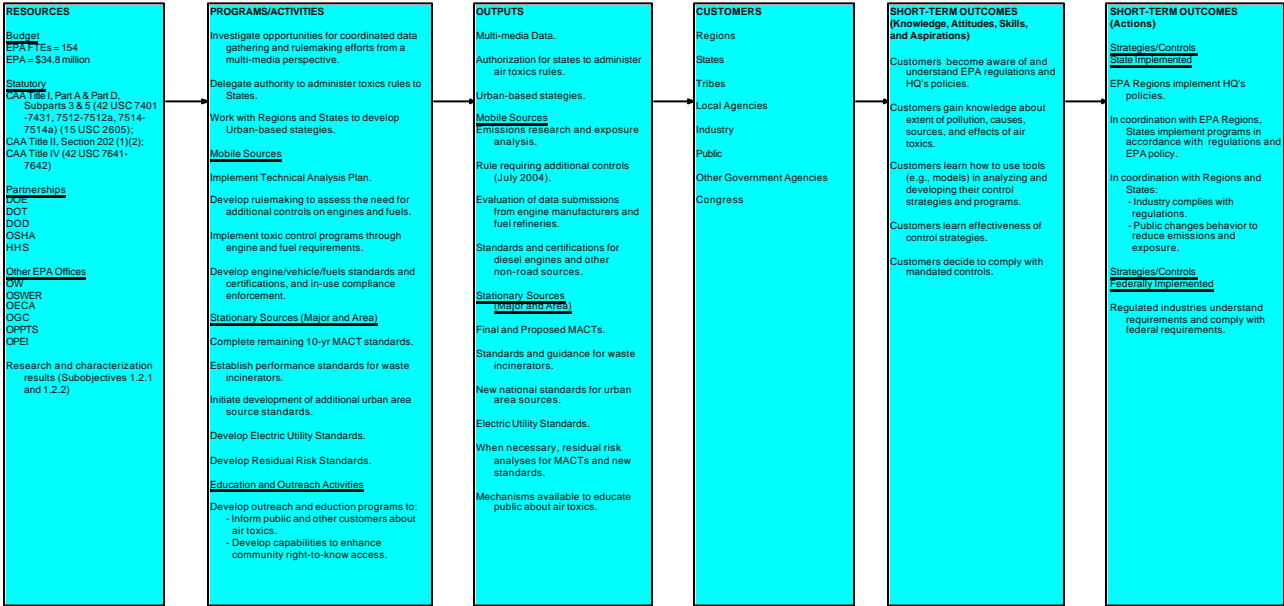 RESOURCES
Budget
EPA FTEs = 154
EPA = $34.8 million
Statutory
CAA Title I, Part A & Part D,
Subparts 3 & 5 (42 USC 7401
-7431, 7512-7512a, 7514-
7514a) (15 USC 2605);
CAA Title II, Section 202 (1)(2);
CAA Title IV (42 USC 7641-
7642)
Partnerships
DOE
DOT
DOD
OSHA
HHS
Other EPA Offices
OW
OSWER
OECA
OGC
OPPTS
OPEI
Research and characterization
results (Subobjectives 1.2.1
and 1.2.2)
PROGRAMS/ACTIVITIES
Investigate opportunities for coordinated data
gathering and rulemaking efforts from a
multi-media perspective.
Delegate authority to administer toxics rules to
States.
Work with Regions and States to develop
Urban-based stategies.
Mobile Sources
Implement Technical Analysis Plan.
Develop rulemaking to assess the need for
additional controls on engines and fuels.
Implement toxic control programs through
engine and fuel requirements.
Develop engine/vehicle/fuels standards and
certifications, and in-use compliance
enforcement.
Stationary Sources (Major and Area)
Complete remaining 10-yr MACT standards.
Establish performance standards for waste
incinerators.
Initiate development of additional urban area
source standards.
Develop Electric Utility Standards.
Develop Residual Risk Standards.
Education and Outreach Activities
Develop outreach and eduction programs to:
- Inform public and other customers about
air toxics.
- Develop capabilities to enhance
community right-to-know access.
OUTPUTS
Multi-media Data.
Authorization for states to administer
air toxics rules.
Urban-based stategies.
Mobile Sources
Emissions research and exposure
analysis.
Rule requiring additional controls
(July 2004).
Evaluation of data submissions
from engine manufacturers and
fuel refineries.
Standards and certifications for
diesel engines and other
non-road sources.
Stationary Sources
(Major and Area)
Final and Proposed MACTs.
Standards and guidance for waste
incinerators.
New national standards for urban
area sources.
Electric Utility Standards.
When necessary, residual risk
analyses for MACTs and new
standards.
Mechanisms available to educate
public about air toxics.
CUSTOMERS
Regions
States
Tribes
Local Agencies
Industry
Public
Other Government Agencies
Congress
SHORT-TERM OUTCOMES
(Knowledge, Attitudes, Skills,
and Aspirations)
Customers become aware of and
understand EPA regulations and
HQ's policies.
Customers gain knowledge about
extent of pollution, causes,
sources, and effects of air
toxics.
Customers learn how to use tools
(e.g., models) in analyzing and
developing their control
strategies and programs.
Customers learn effectiveness of
control strategies.
Customers decide to comply with
mandated controls.
SHORT-TERM OUTCOMES
(Actions)
Strategies/Controls
State Implemented
EPA Regions implement HQ's
policies.
In coordination with EPA Regions,
States implement programs in
accordance with regulations and
EPA policy.
In coordination with Regions and
States:
- Industry complies with
regulations.
- Public changes behavior to
reduce emissions and
exposure.
Strategies/Controls
Federally Implemented
Regulated industries understand
requirements and comply with
federal requirements.